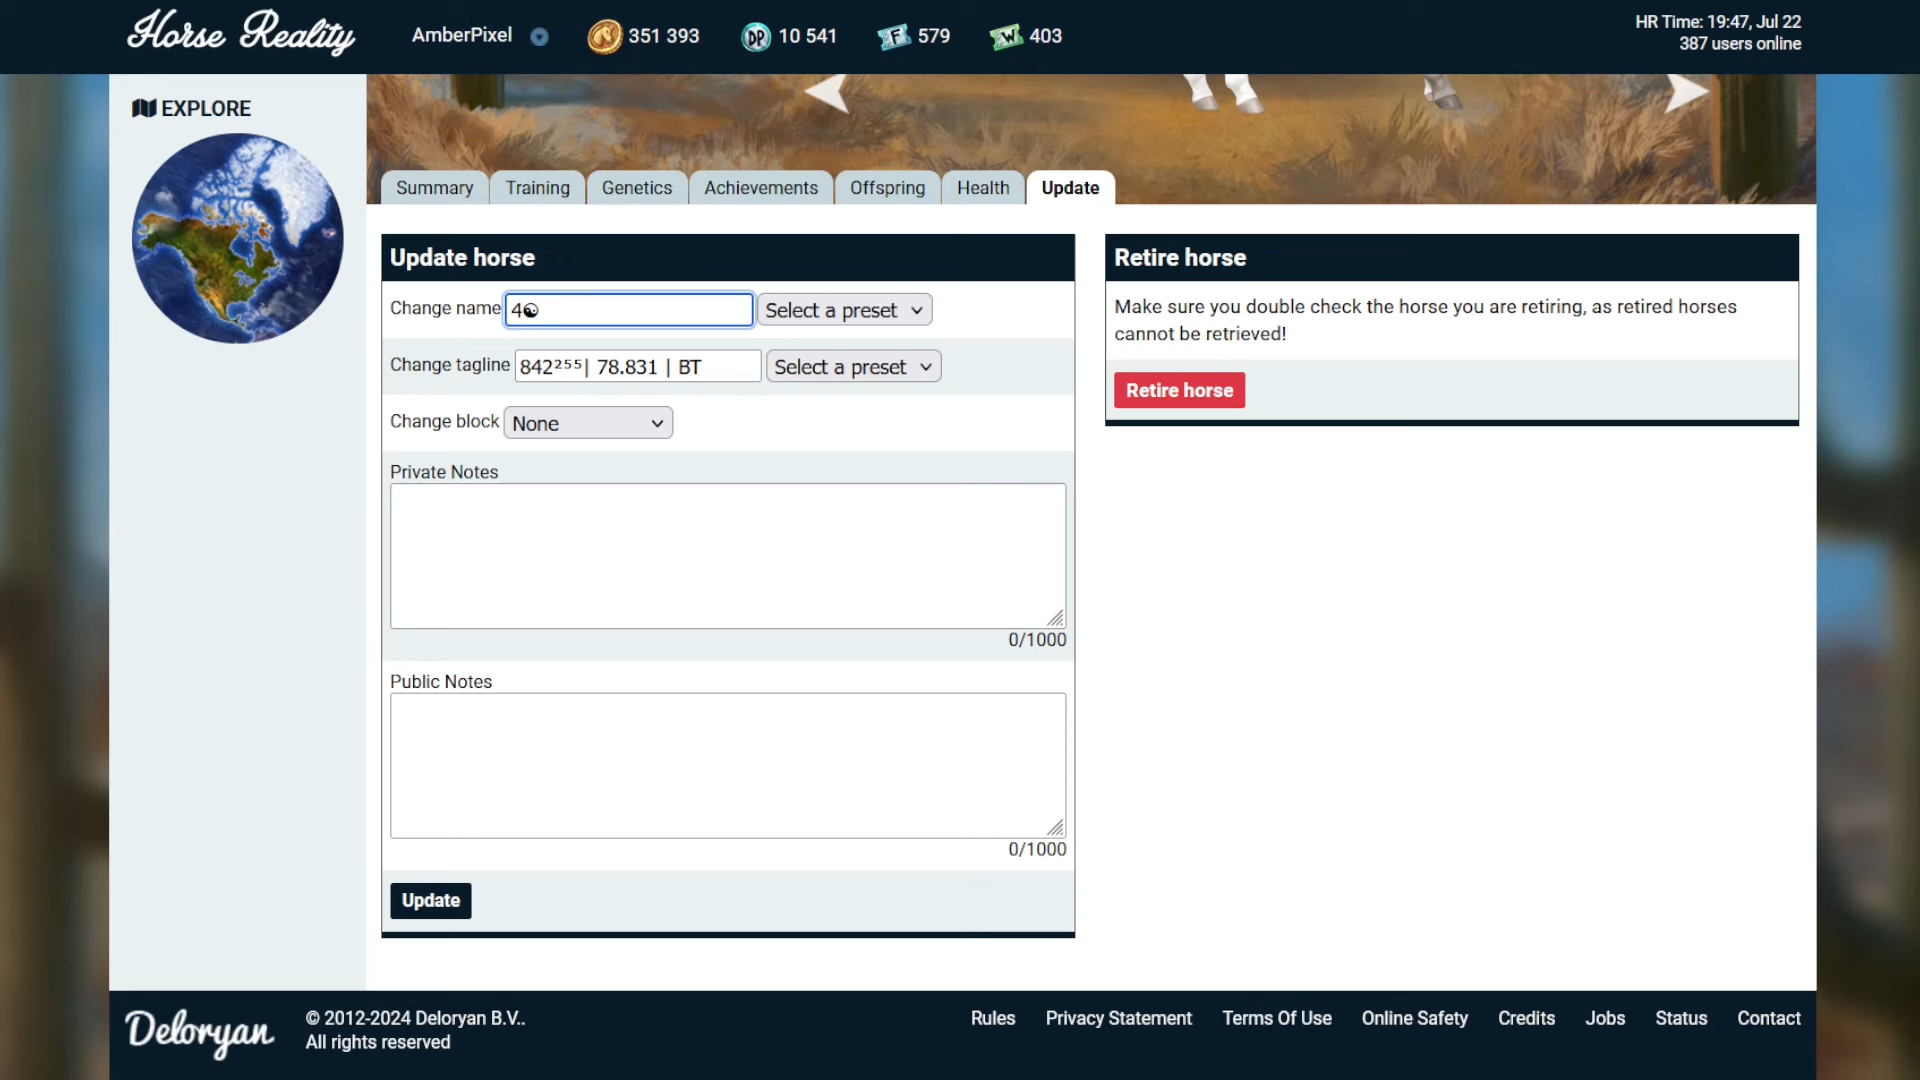 Horse Reality
AmberPixel
351 393
DP 10 541
F 579
W 403
HR Time: 19:47, Jul 22
387 users online
EXPLORE
Summary
Training
Genetics
Achievements
Offspring
Health
Update
Update horse
Change name 4☯ Select a preset
Change tagline 842²⁵⁵| 78.831 | BT Select a preset
Change block None
Private Notes
0/1000
Public Notes
0/1000
Update
Retire horse
Make sure you double check the horse you are retiring, as retired horses
cannot be retrieved!
Retire horse
Deloryan
© 2012-2024 Deloryan B.V..
All rights reserved
Rules
Privacy Statement
Terms Of Use
Online Safety
Credits
Jobs
Status
Contact